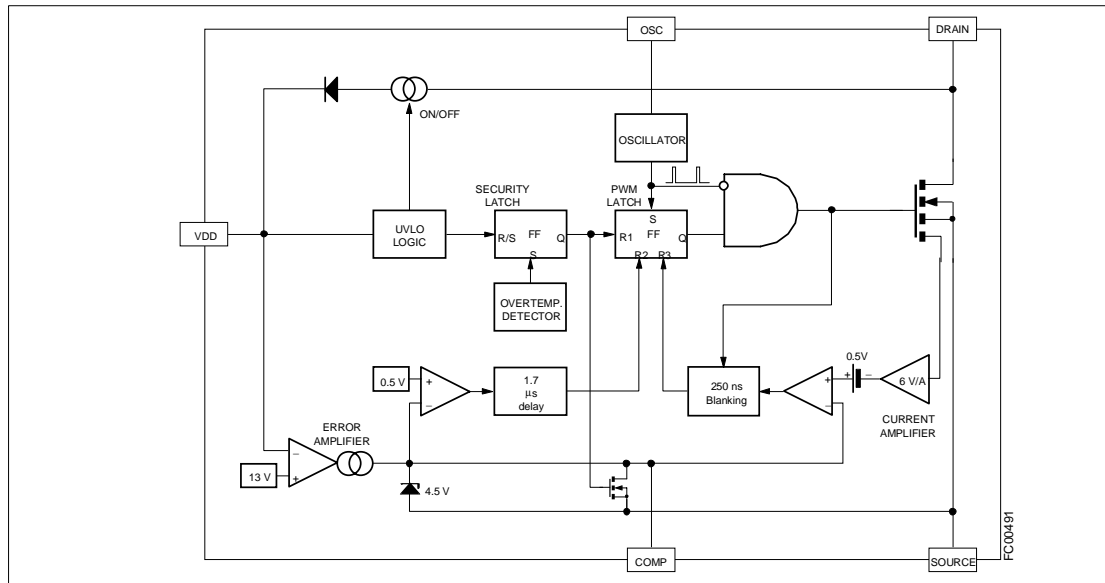 OSC
DRAIN
ON/OFF
OSCILLATOR
SECURITY
LATCH
PWM
LATCH
VDD
UVLO
LOGIC
R/S
FF
Q
S
R1
S
FF
Q
R2
R3
OVERTEMP.
DETECTOR
0.5 V
+
−
1.7
μs
delay
250 ns
Blanking
0.5V
+
−
+
−
6 V/A
CURRENT
AMPLIFIER
ERROR
AMPLIFIER
13 V
−
+
4.5 V
COMP
SOURCE
FC00491